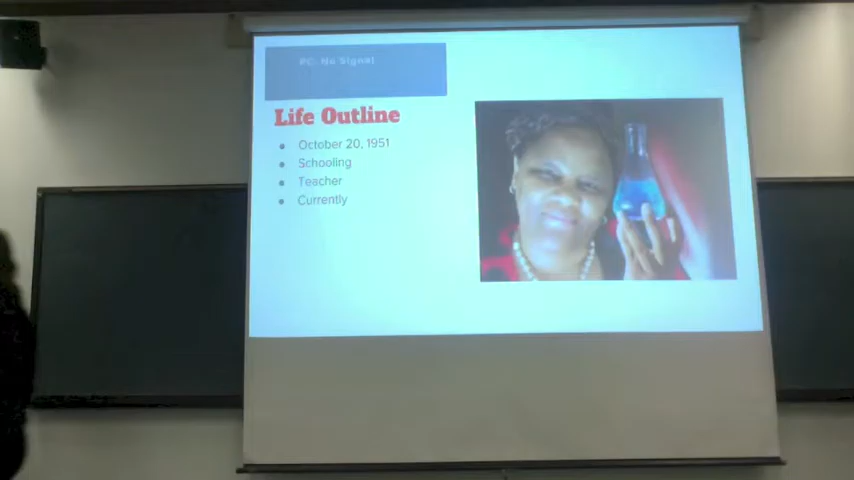 PC: No Signal
Life Outline
October 20, 1951
Schooling
Teacher
Currently